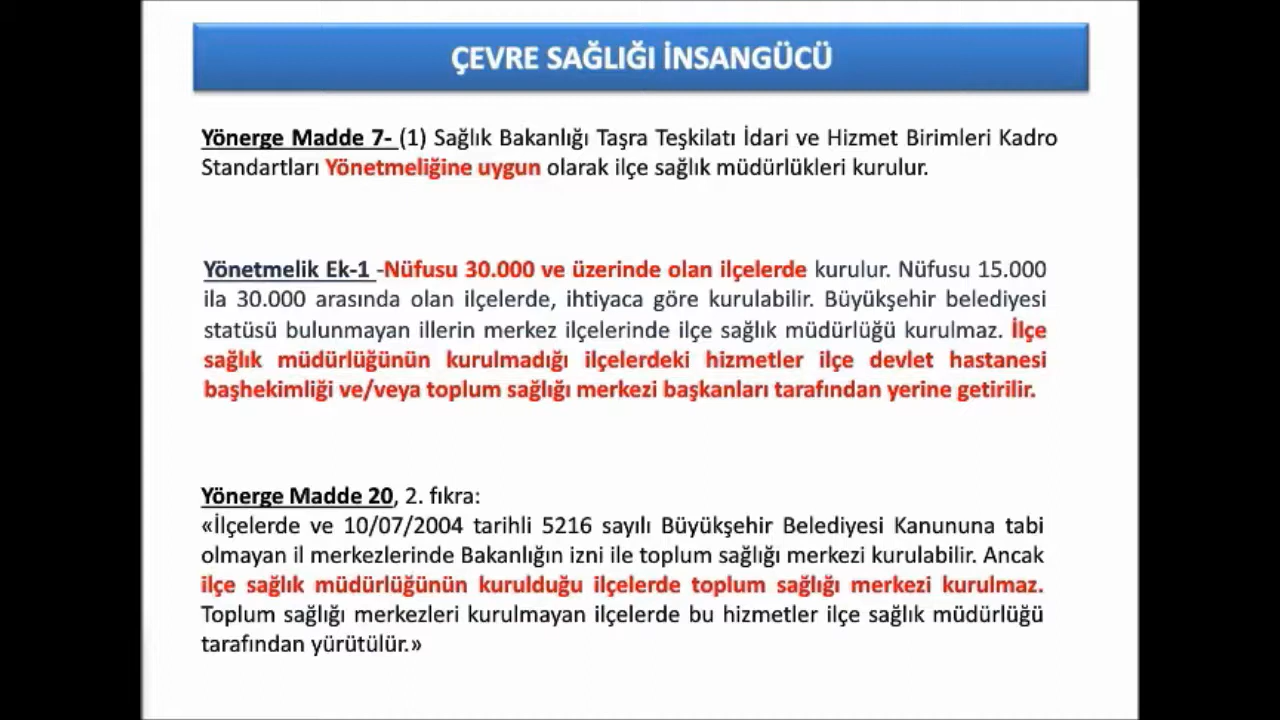 ÇEVRE SAĞLIĞI İNSANGÜCÜ
Yönerge Madde 7- (1) Sağlık Bakanlığı Taşra Teşkilatı İdari ve Hizmet Birimleri Kadro
Standartları Yönetmeliğine uygun olarak ilçe sağlık müdürlükleri kurulur.
Yönetmelik Ek-1 -Nüfusu 30.000 ve üzerinde olan ilçelerde kurulur. Nüfusu 15.000
ila 30.000 arasında olan ilçelerde, ihtiyaca göre kurulabilir. Büyükşehir belediyesi
statüsü bulunmayan illerin merkez ilçelerinde ilçe sağlık müdürlüğü kurulmaz. İlçe
sağlık müdürlüğünün kurulmadığı ilçelerdeki hizmetler ilçe devlet hastanesi
başhekimliği ve/veya toplum sağlığı merkezi başkanları tarafından yerine getirilir.
Yönerge Madde 20, 2. fıkra:
«İlçelerde ve 10/07/2004 tarihli 5216 sayılı Büyükşehir Belediyesi Kanununa tabi
olmayan il merkezlerinde Bakanlığın izni ile toplum sağlığı merkezi kurulabilir. Ancak
ilçe sağlık müdürlüğünün kurulduğu ilçelerde toplum sağlığı merkezi kurulmaz.
Toplum sağlığı merkezleri kurulmayan ilçelerde bu hizmetler ilçe sağlık müdürlüğü
tarafından yürütülür.»